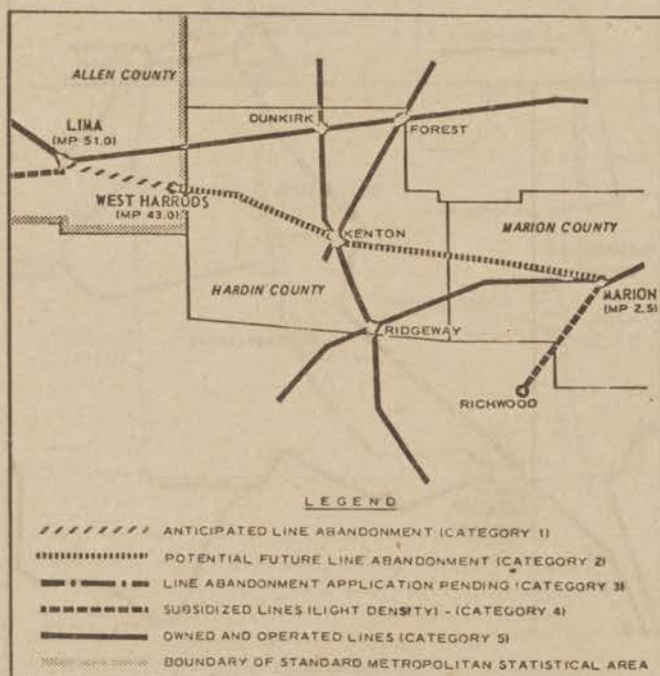 ALLEN COUNTY
LIMA
(MP 51.0)
DUNKIRK
FOREST
WEST HARRODS
(MP 43.0)
KENTON
MARION COUNTY
HARDIN COUNTY
MARION
(MP 2.5)
RIDGEWAY
RICHWOOD
LEGEND
ANTICIPATED LINE ABANDONMENT (CATEGORY 1)
POTENTIAL FUTURE LINE ABANDONMENT (CATEGORY 2)
LINE ABANDONMENT APPLICATION PENDING (CATEGORY 3)
SUBSIDIZED LINES (LIGHT DENSITY) - (CATEGORY 4)
OWNED AND OPERATED LINES (CATEGORY 5)
BOUNDARY OF STANDARD METROPOLITAN STATISTICAL AREA